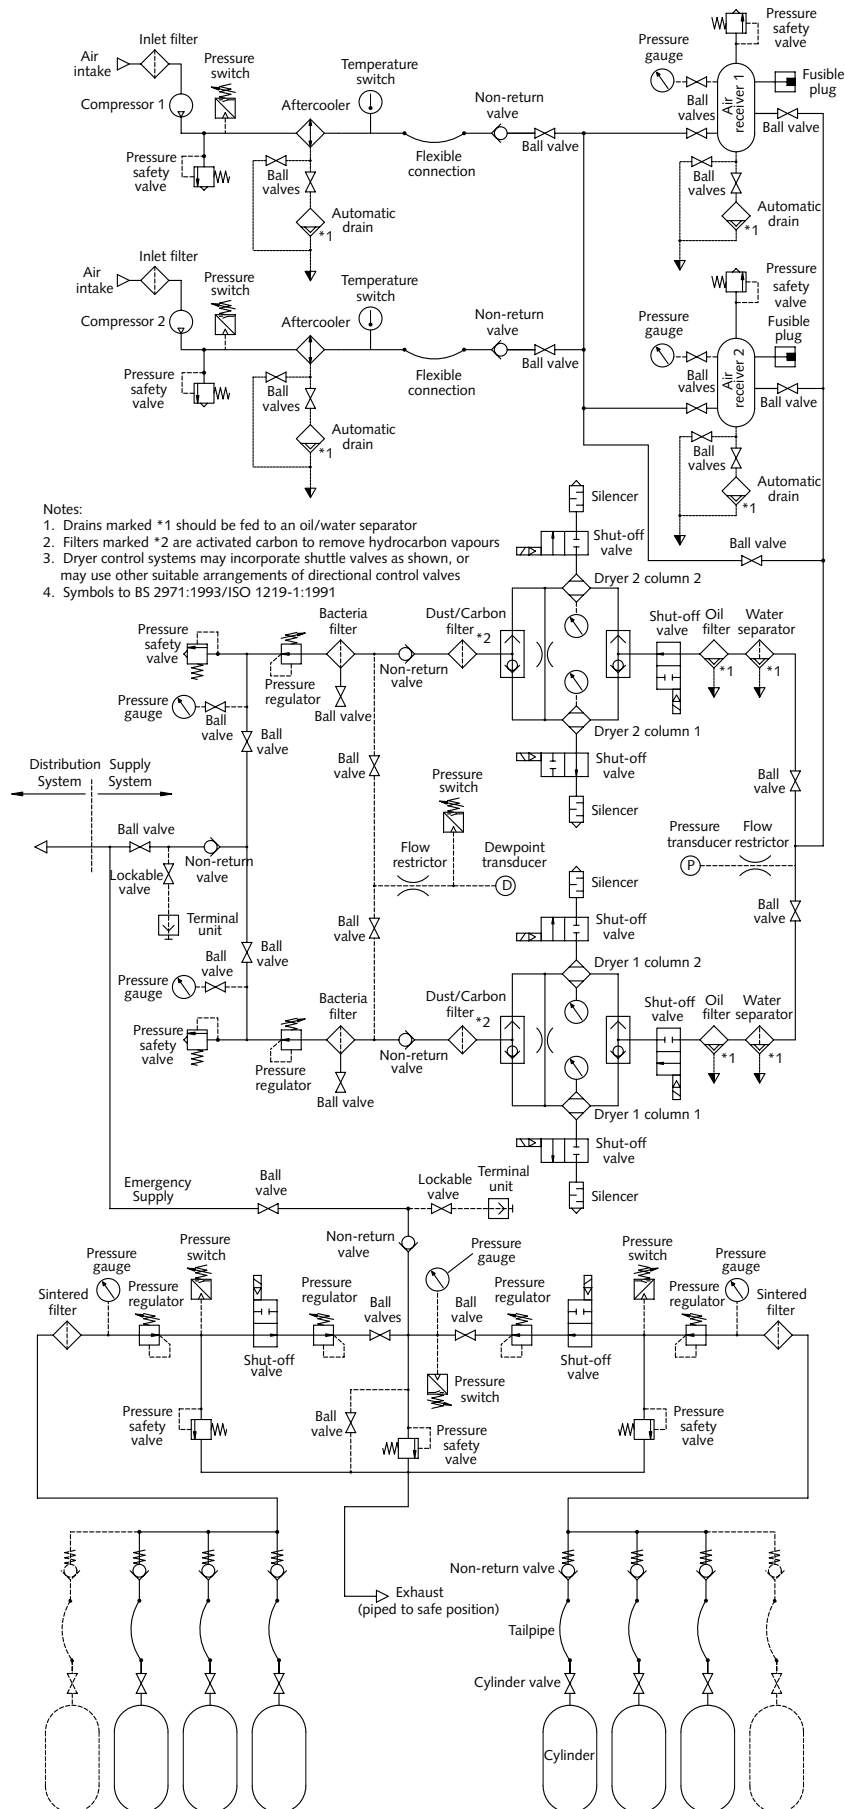 Air
intake
Inlet filter
Compressor 1
Pressure
switch
Pressure
safety
valve
Aftercooler
Ball
valves
Automatic
drain
*1
Temperature
switch
Flexible
connection
Non-return
valve
Ball valve
Pressure
gauge
Ball
valves
Air
receiver 1
Pressure
safety
valve
Fusible
plug
Ball valve
Ball
valves
Automatic
drain
*1
Air
intake
Inlet filter
Compressor 2
Pressure
switch
Pressure
safety
valve
Aftercooler
Ball
valves
Automatic
drain
*1
Temperature
switch
Flexible
connection
Non-return
valve
Ball valve
Pressure
gauge
Ball
valves
Air
receiver 2
Pressure
safety
valve
Fusible
plug
Ball valve
Ball
valves
Automatic
drain
*1
Notes:
1. Drains marked *1 should be fed to an oil/water separator
2. Filters marked *2 are activated carbon to remove hydrocarbon vapours
3. Dryer control systems may incorporate shuttle valves as shown, or
may use other suitable arrangements of directional control valves
4. Symbols to BS 2971:1993/ISO 1219-1:1991
Silencer
Shut-off
valve
Ball valve
Dryer 2 column 2
Pressure
safety
valve
Pressure regulator
Bacteria
filter
Ball valve
Non-return
valve
Dust/Carbon
filter
*2
Shut-off
valve
Oil
filter
*1
Water
separator
*1
Pressure
gauge
Ball
valve
Ball
valve
Dryer 2 column 1
Shut-off
valve
Silencer
Ball
valve
Ball
valve
Distribution
System
Supply
System
Ball valve
Lockable
valve
Non-return
valve
Terminal
unit
Pressure
switch
Flow
restrictor
Dewpoint
transducer
D
Pressure
transducer
P
Flow
restrictor
Silencer
Shut-off
valve
Ball
valve
Ball
valve
Ball
valve
Pressure
gauge
Ball
valve
Dryer 1 column 2
Pressure
safety
valve
Pressure
regulator
Bacteria
filter
Ball valve
Non-return
valve
Dust/Carbon
filter
*2
Shut-off
valve
Oil
filter
*1
Water
separator
*1
Dryer 1 column 1
Shut-off
valve
Silencer
Emergency
Supply
Ball
valve
Lockable
valve
Terminal
unit
Non-return
valve
Sintered
filter
Pressure
gauge
Pressure
regulator
Pressure
switch
Shut-off
valve
Pressure
regulator
Ball
valves
Pressure
gauge
Ball
valve
Pressure
regulator
Shut-off
valve
Pressure
switch
Pressure
regulator
Pressure
gauge
Sintered
filter
Pressure
switch
Pressure
safety
valve
Ball
valve
Pressure
safety
valve
Pressure
safety
valve
Exhaust
(piped to safe position)
Non-return valve
Tailpipe
Cylinder valve
Cylinder